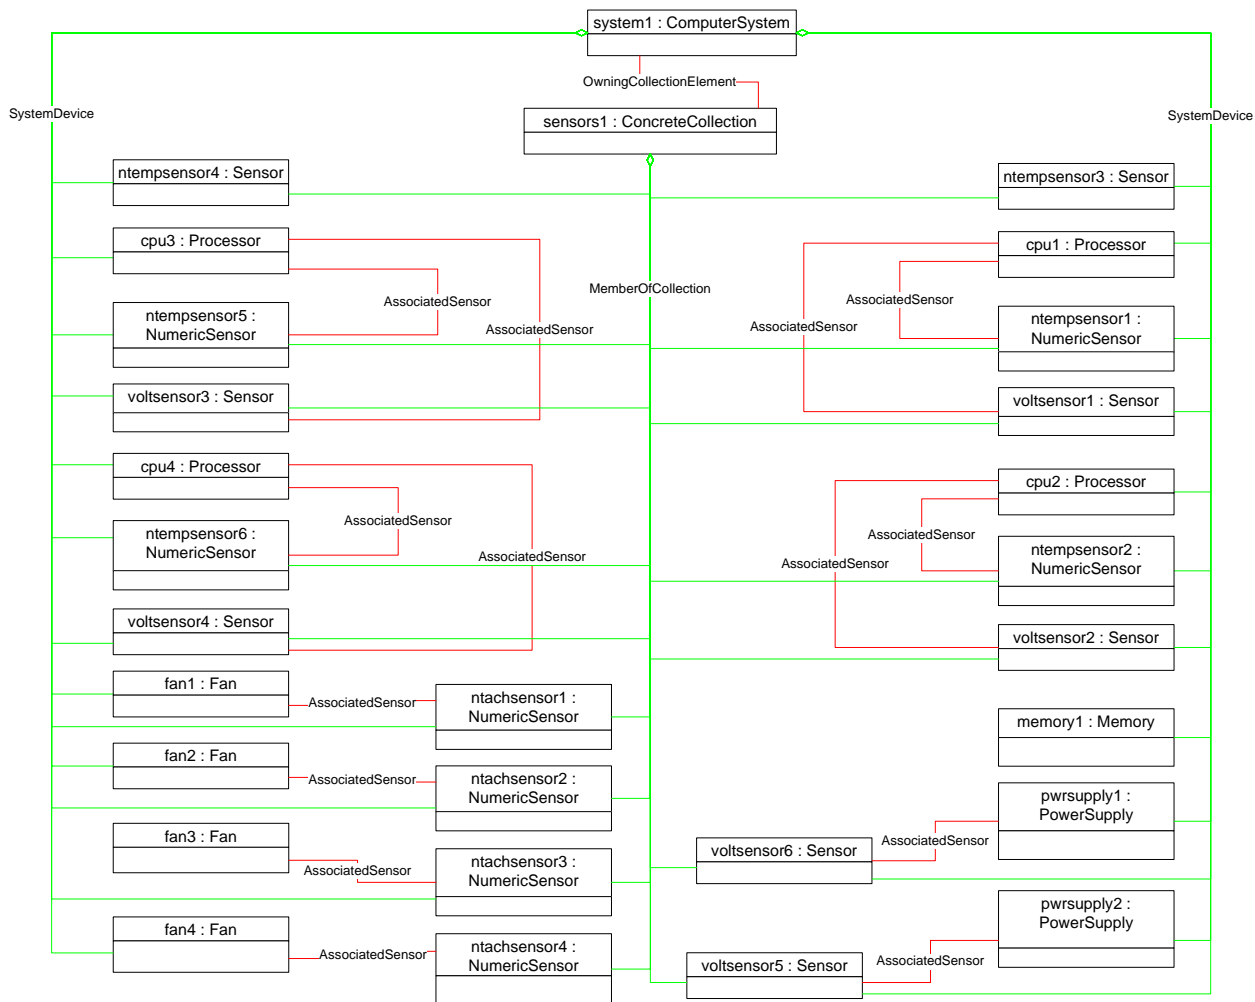 system1 : ComputerSystem
OwningCollectionElement
SystemDevice
sensors1 : ConcreteCollection
SystemDevice
ntempsensor4 : Sensor
ntempsensor3 : Sensor
cpu3 : Processor
cpu1 : Processor
MemberOfCollection
AssociatedSensor
AssociatedSensor
ntempsensor5 :
NumericSensor
AssociatedSensor
AssociatedSensor
ntempsensor1 :
NumericSensor
voltsensor3 : Sensor
voltsensor1 : Sensor
cpu4 : Processor
cpu2 : Processor
AssociatedSensor
ntempsensor6 :
NumericSensor
AssociatedSensor
AssociatedSensor
AssociatedSensor
ntempsensor2 :
NumericSensor
voltsensor4 : Sensor
voltsensor2 : Sensor
fan1 : Fan
AssociatedSensor
ntachsensor1 :
NumericSensor
memory1 : Memory
fan2 : Fan
AssociatedSensor
ntachsensor2 :
NumericSensor
pwrsupply1 :
PowerSupply
fan3 : Fan
AssociatedSensor
ntachsensor3 :
NumericSensor
voltsensor6 : Sensor
AssociatedSensor
pwrsupply2 :
PowerSupply
fan4 : Fan
AssociatedSensor
ntachsensor4 :
NumericSensor
voltsensor5 : Sensor
AssociatedSensor